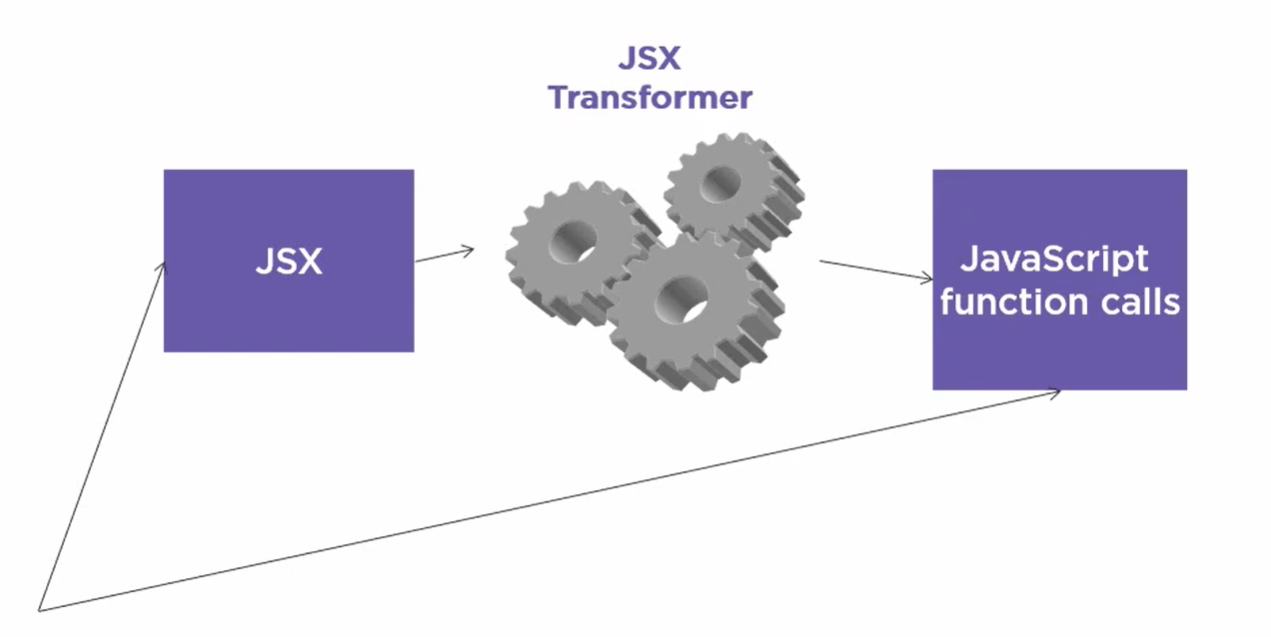 JSX
Transformer
JSX
JavaScript
function calls